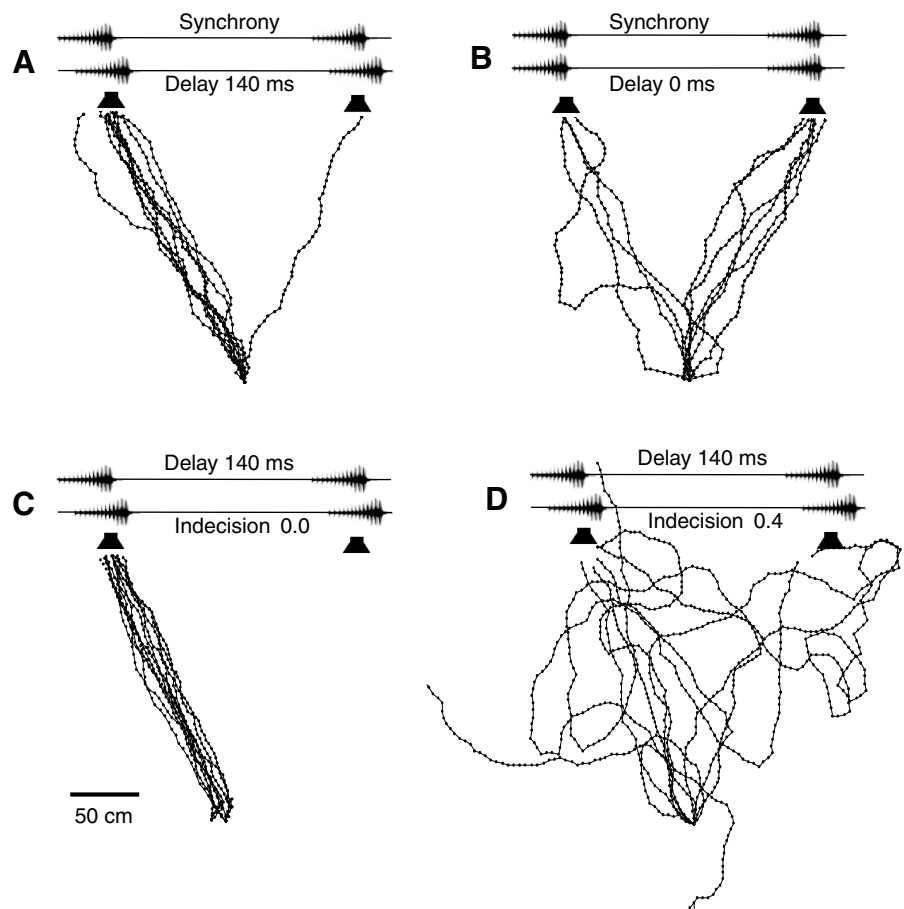 A
Synchrony
Delay 140 ms
B
Synchrony
Delay 0 ms
C
Delay 140 ms
Indecision 0.0
50 cm
D
Delay 140 ms
Indecision 0.4